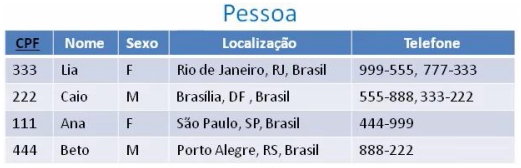 Pessoa
CPF Nome Sexo Localização Telefone
333 Lia F Rio de Janeiro, RJ, Brasil 999-555, 777-333
222 Caio M Brasília, DF , Brasil 555-888, 333-222
111 Ana F São Paulo, SP, Brasil 444-999
444 Beto M Porto Alegre, RS, Brasil 888-222